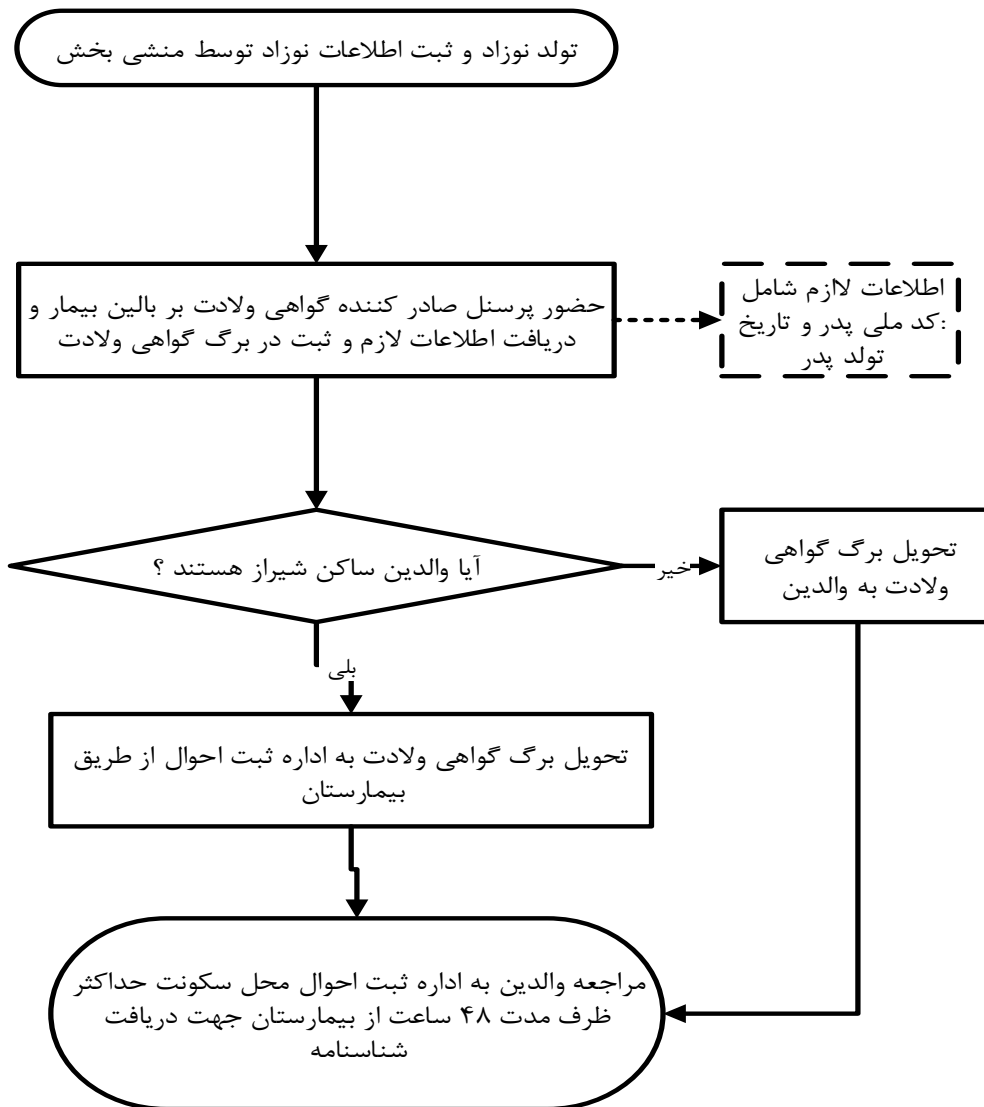 تولد نوزاد و ثبت اطلاعات نوزاد توسط منشی بخش
حضور پرسنل صادر کننده گواهی ولادت بر بالین بیمار و
دریافت اطلاعات لازم و ثبت در برگ گواهی ولادت
اطلاعات لاازم شامل
:کد ملی پدر و تاریخ
تولد پدر
آیا والدین ساکن شیراز هستند ؟
خیر
تحویل برگ گواهی
ولادت به والدین
بلی
تحویل برگ گواهی ولادت به اداره ثبت احوال از طریق
بیمارستان
مراجعه والدین به اداره ثبت احوال محل سکونت حداکثر
ظرف مدت ۴۸ ساعت از بیمارستان جهت دریافت
شناسنامه